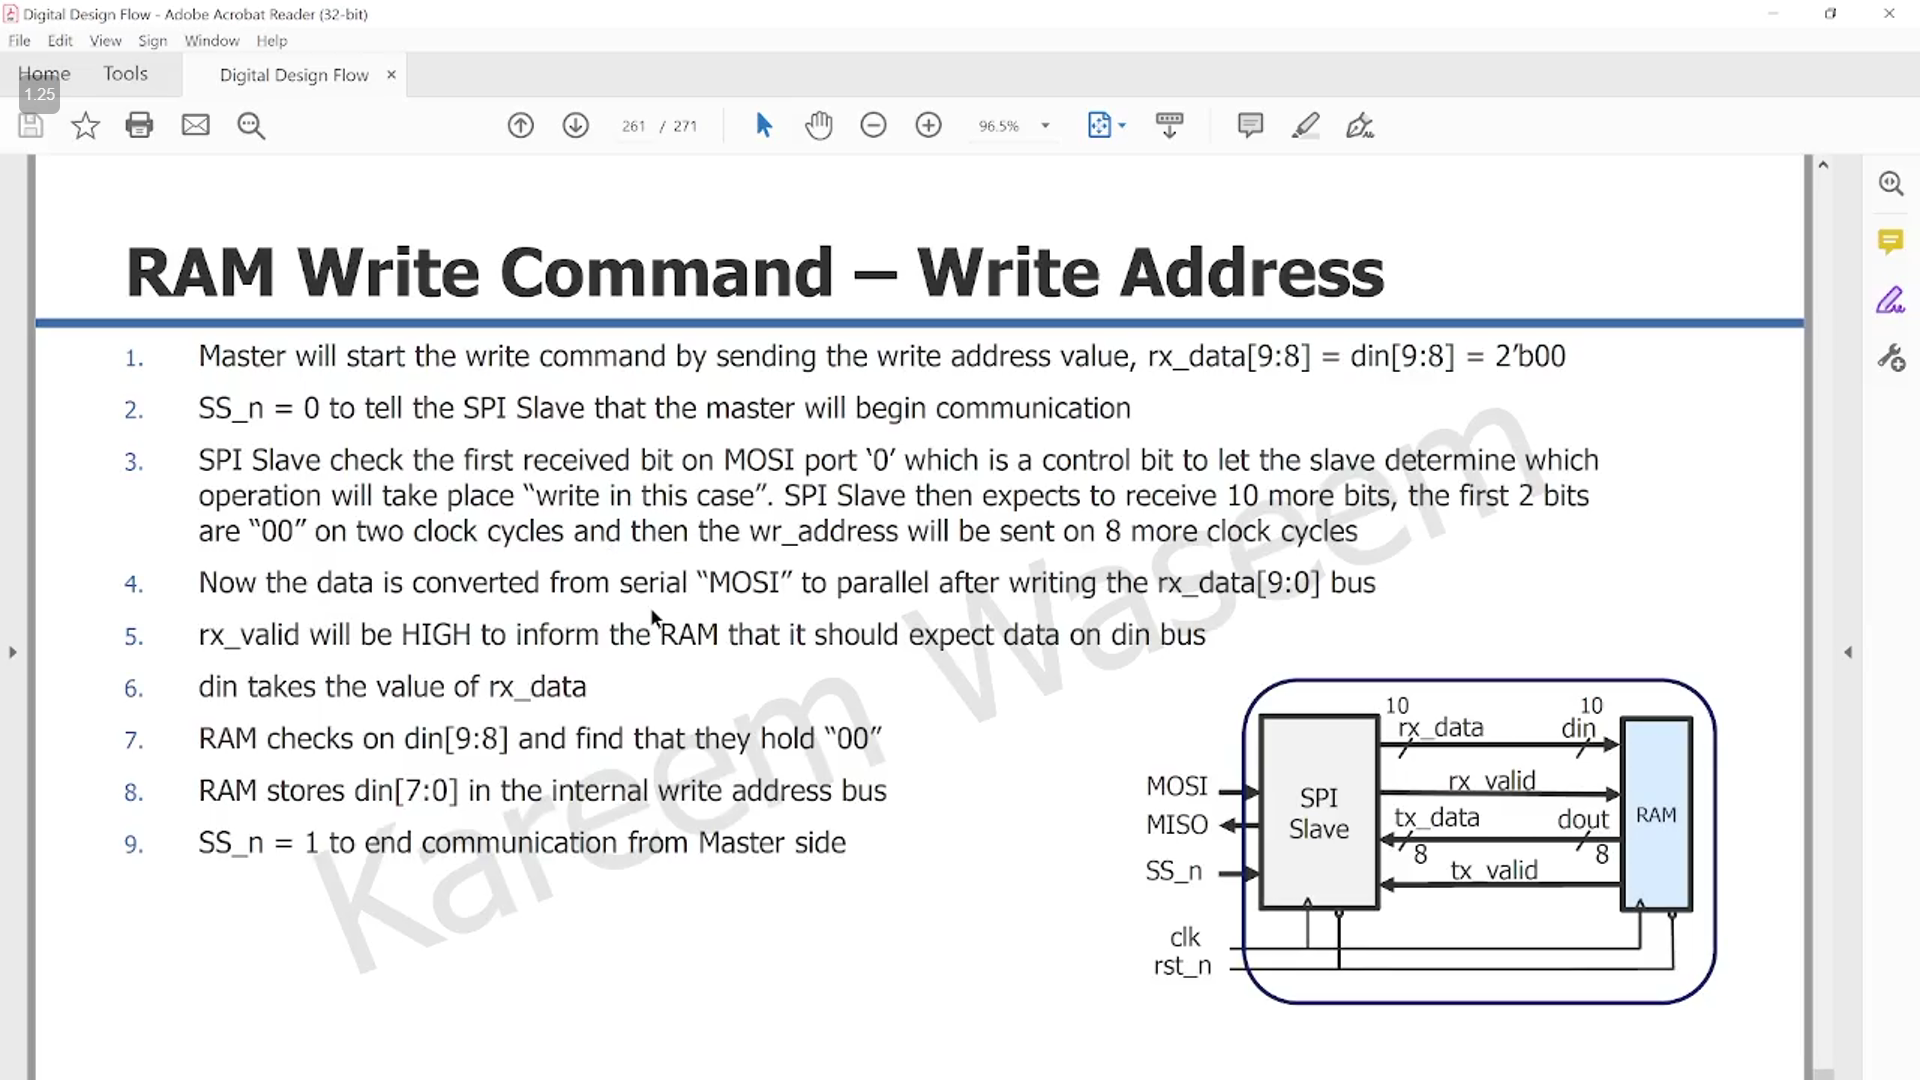 Digital Design Flow - Adobe Acrobat Reader (32-bit)
File Edit View Sign Window Help
Home Tools Digital Design Flow ×
1.25
261 / 271 96.5%
RAM Write Command – Write Address
1. Master will start the write command by sending the write address value, rx_data[9:8] = din[9:8] = 2’b00
2. SS_n = 0 to tell the SPI Slave that the master will begin communication
3. SPI Slave check the first received bit on MOSI port ‘0’ which is a control bit to let the slave determine which
operation will take place “write in this case”. SPI Slave then expects to receive 10 more bits, the first 2 bits
are “00” on two clock cycles and then the wr_address will be sent on 8 more clock cycles
4. Now the data is converted from serial “MOSI” to parallel after writing the rx_data[9:0] bus
5. rx_valid will be HIGH to inform the RAM that it should expect data on din bus
6. din takes the value of rx_data
7. RAM checks on din[9:8] and find that they hold “00”
8. RAM stores din[7:0] in the internal write address bus
9. SS_n = 1 to end communication from Master side
Kareem Waseem
10 10
rx_data din
MOSI
rx_valid
SPI
Slave
RAM
MISO
tx_data dout
8 8
SS_n
tx_valid
clk
rst_n